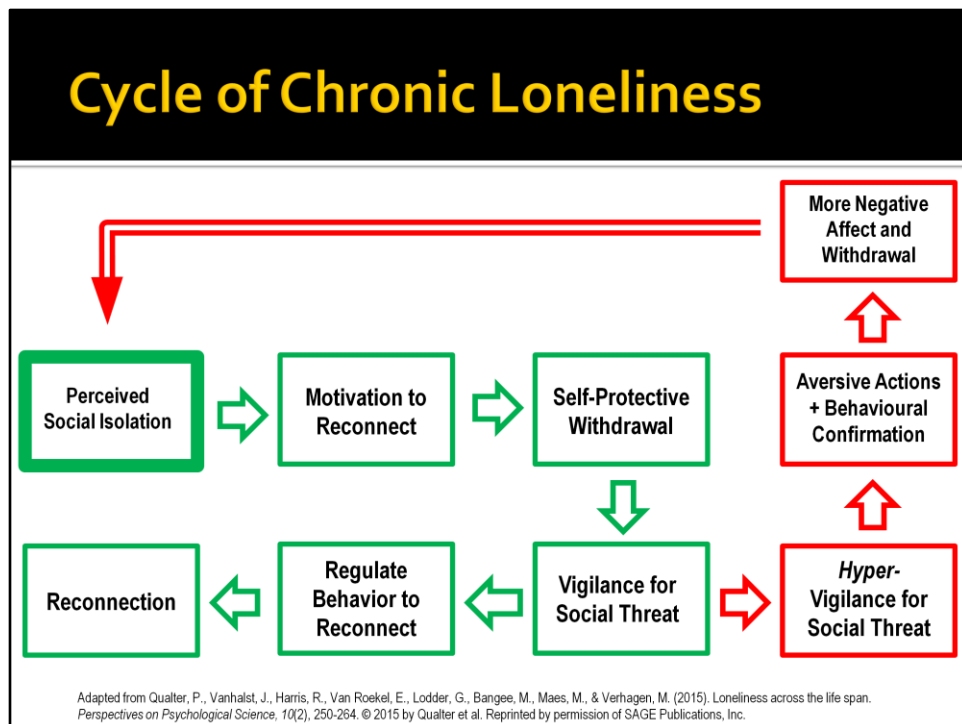 Cycle of Chronic Loneliness
More Negative
Affect and
Withdrawal
Perceived
Social Isolation
Motivation to
Reconnect
Self-Protective
Withdrawal
Aversive Actions
+ Behavioural
Confirmation
Reconnection
Regulate
Behavior to
Reconnect
Vigilance for
Social Threat
Hyper-
Vigilance for
Social Threat
Adapted from Qualter, P., Vanhalst, J., Harris, R., Van Roekel, E., Lodder, G., Bangee, M., Maes, M., & Verhagen, M. (2015). Loneliness across the life span.
Perspectives on Psychological Science, 10(2), 250-264. © 2015 by Qualter et al. Reprinted by permission of SAGE Publications, Inc.